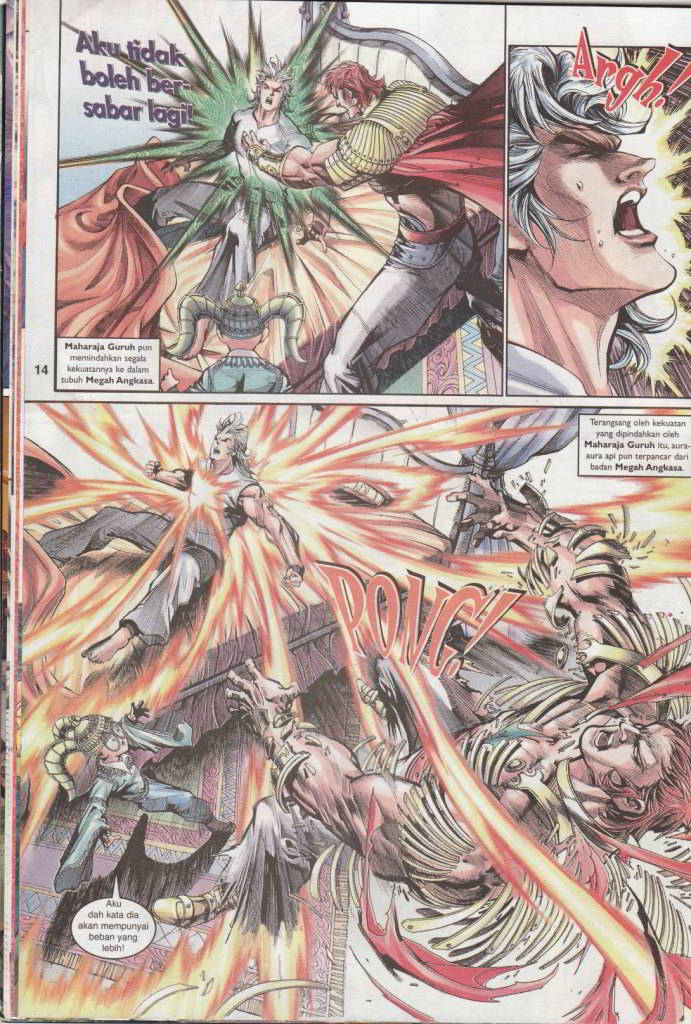 Aku tidak
boleh ber-
sabar lagi!
Argh!
Maharaja Guruh pun
memindahkan segala
kekuatannya ke dalam
tubuh Megah Angkasa.
14
Terangsang oleh kekuatan
yang dipindahkan oleh
Maharaja Guruh itu, aura-
aura api pun terpancar dari
badan Megah Angkasa.
PONG!
Aku
dah kata dia
akan mempunyai
beban yang
lebih!